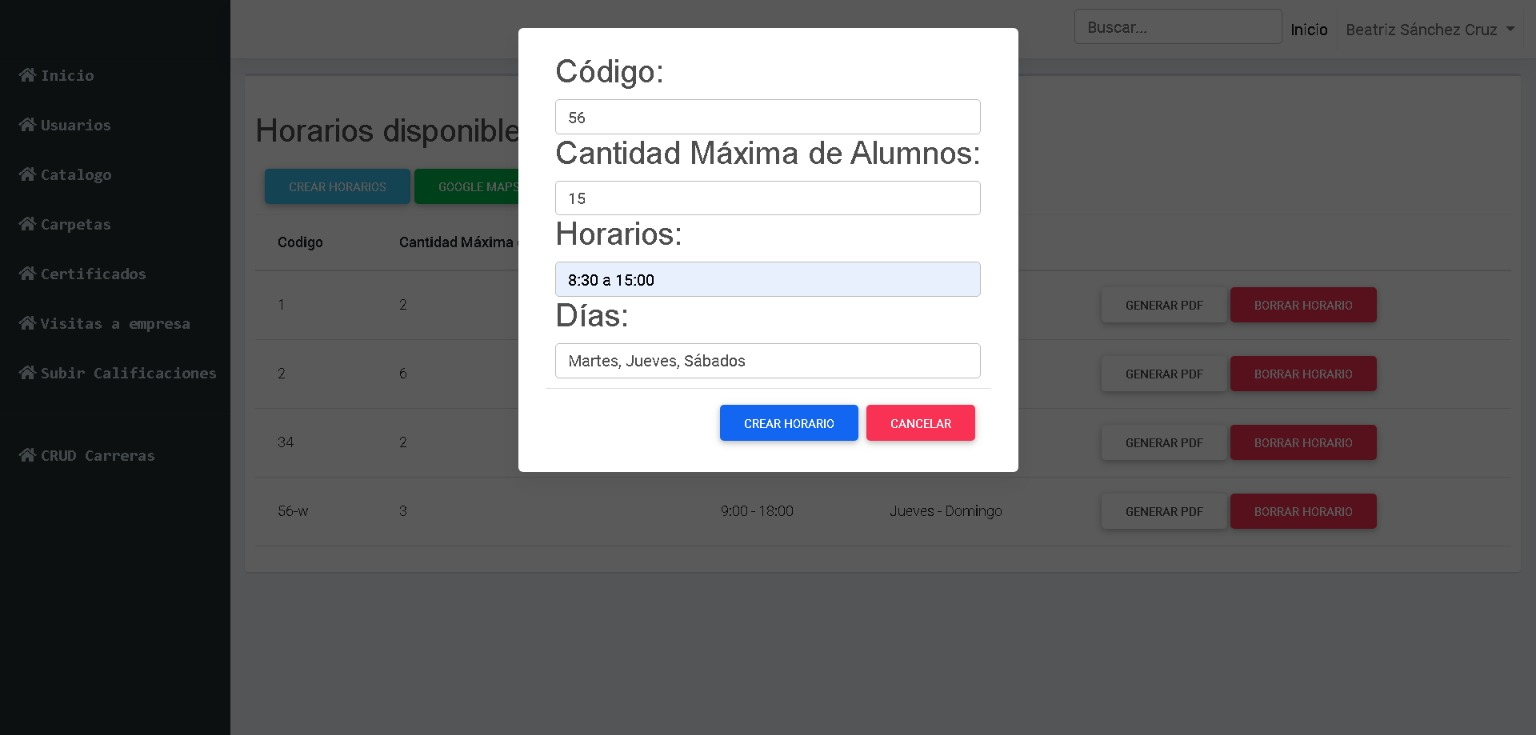 Buscar...
Inicio
Beatriz Sánchez Cruz
Inicio
Usuarios
Catalogo
Carpetas
Certificados
Visitas a empresa
Subir Calificaciones
CRUD Carreras
Horarios disponible
CREAR HORARIOS
GOOGLE MAPS
Codigo
Cantidad Máxima
1
2
GENERAR PDF
BORRAR HORARIO
2
6
GENERAR PDF
BORRAR HORARIO
34
2
GENERAR PDF
BORRAR HORARIO
56-w
3
9:00 - 18:00
Jueves - Domingo
GENERAR PDF
BORRAR HORARIO
Código:
56
Cantidad Máxima de Alumnos:
15
Horarios:
8:30 a 15:00
Días:
Martes, Jueves, Sábados
CREAR HORARIO
CANCELAR